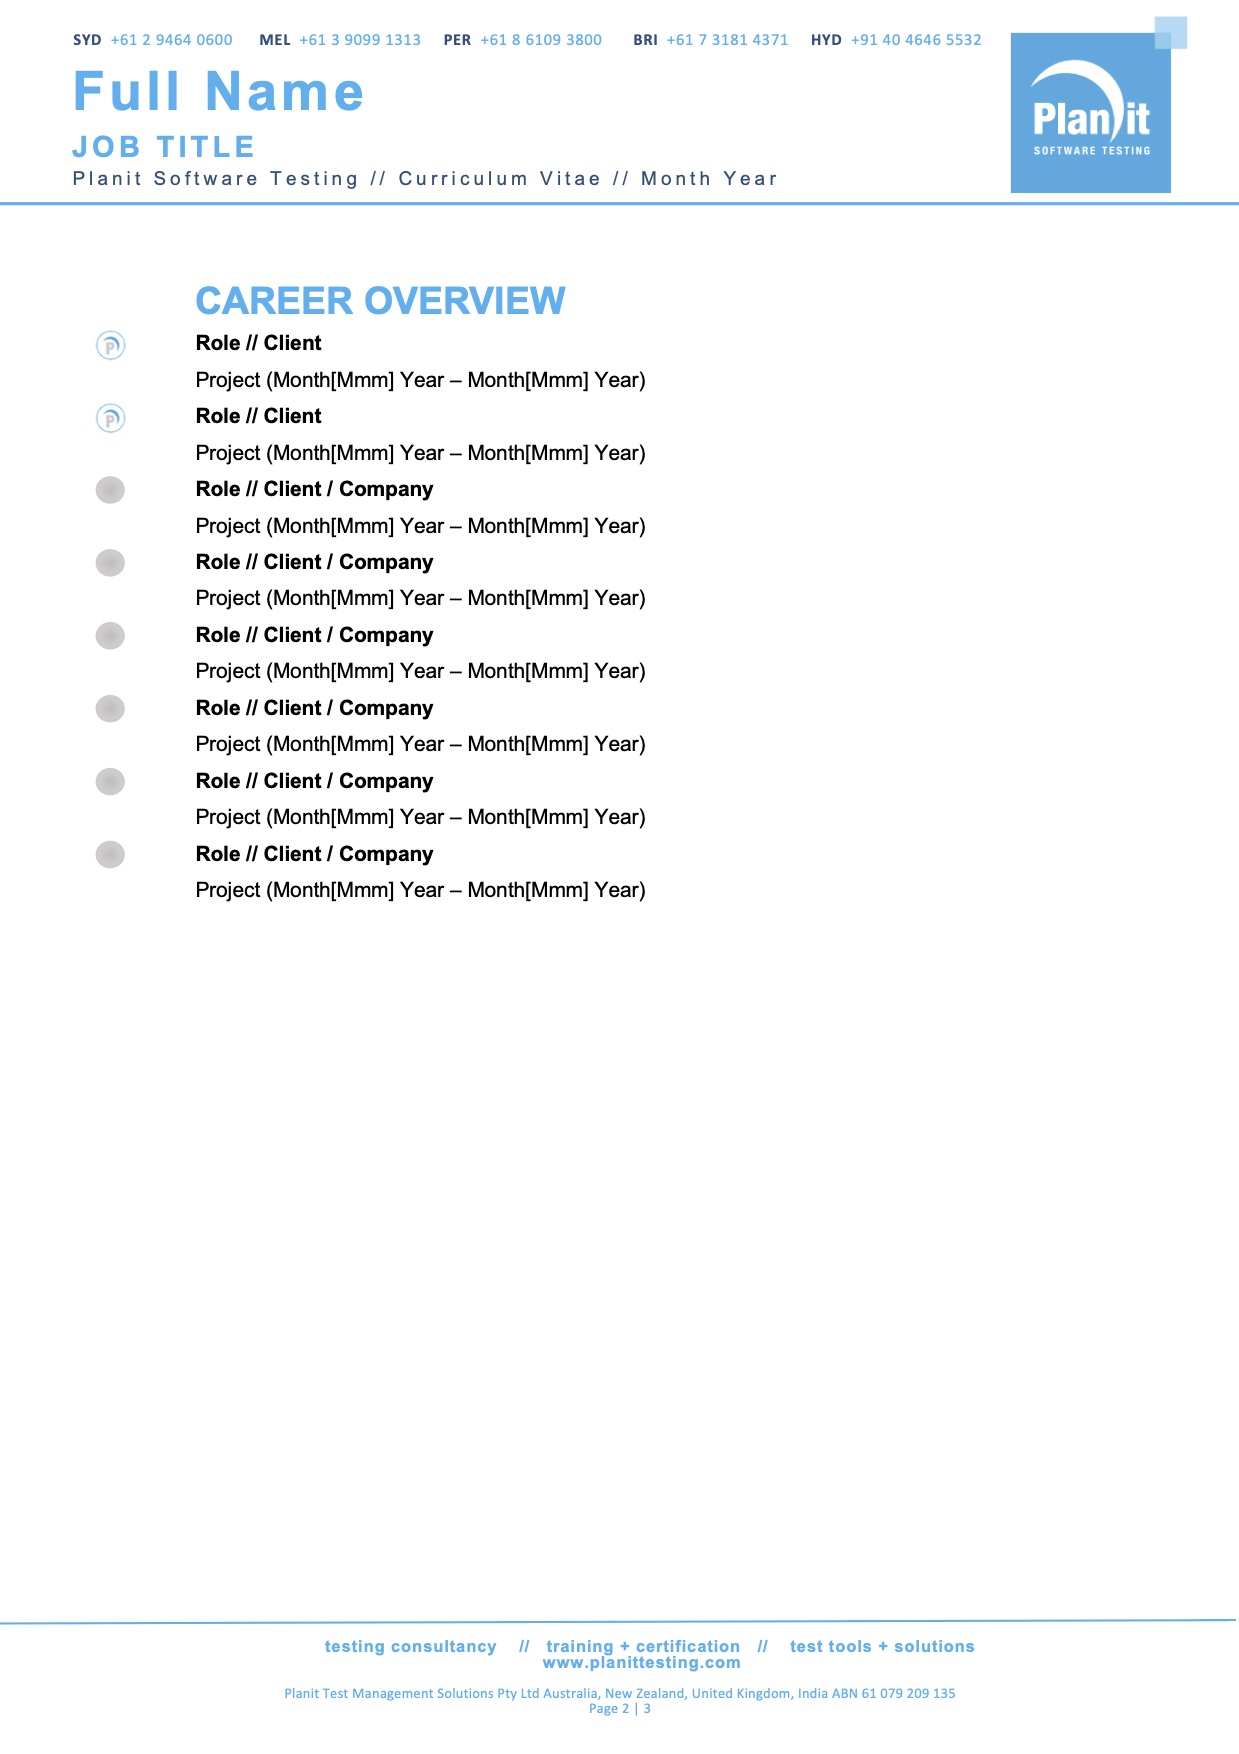 SYD +61 2 9464 0600 MEL +61 3 9099 1313 PER +61 8 6109 3800 BRI +61 7 3181 4371 HYD +91 40 4646 5532
Full Name
JOB TITLE
Planit Software Testing // Curriculum Vitae // Month Year
Planit
SOFTWARE TESTING
CAREER OVERVIEW
P
Role // Client
Project (Month[Mmm] Year – Month[Mmm] Year)
P
Role // Client
Project (Month[Mmm] Year – Month[Mmm] Year)
Role // Client / Company
Project (Month[Mmm] Year – Month[Mmm] Year)
Role // Client / Company
Project (Month[Mmm] Year – Month[Mmm] Year)
Role // Client / Company
Project (Month[Mmm] Year – Month[Mmm] Year)
Role // Client / Company
Project (Month[Mmm] Year – Month[Mmm] Year)
Role // Client / Company
Project (Month[Mmm] Year – Month[Mmm] Year)
Role // Client / Company
Project (Month[Mmm] Year – Month[Mmm] Year)
testing consultancy // training + certification // test tools + solutions
www.planittesting.com
Planit Test Management Solutions Pty Ltd Australia, New Zealand, United Kingdom, India ABN 61 079 209 135
Page 2 | 3